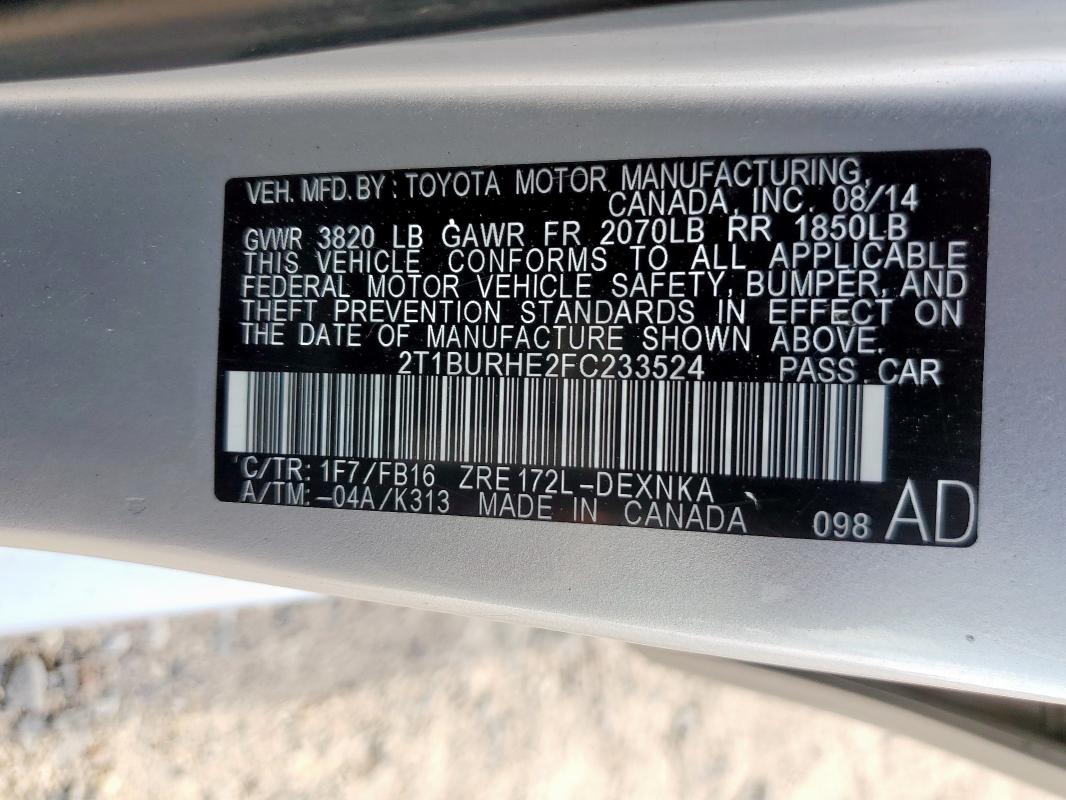 VEH. MFD. BY : TOYOTA MOTOR MANUFACTURING,
CANADA, INC. 08/14
GVWR 3820 LB GAWR FR 2070LB RR 1850LB
THIS VEHICLE CONFORMS TO ALL APPLICABLE
FEDERAL MOTOR VEHICLE SAFETY, BUMPER, AND
THEFT PREVENTION STANDARDS IN EFFECT ON
THE DATE OF MANUFACTURE SHOWN ABOVE.
2T1BURHE2FC233524 PASS. CAR
C/TR: 1F7/FB16 ZRE172L-DEXNKA
A/TM: -04A/K313 MADE IN CANADA 098 AD